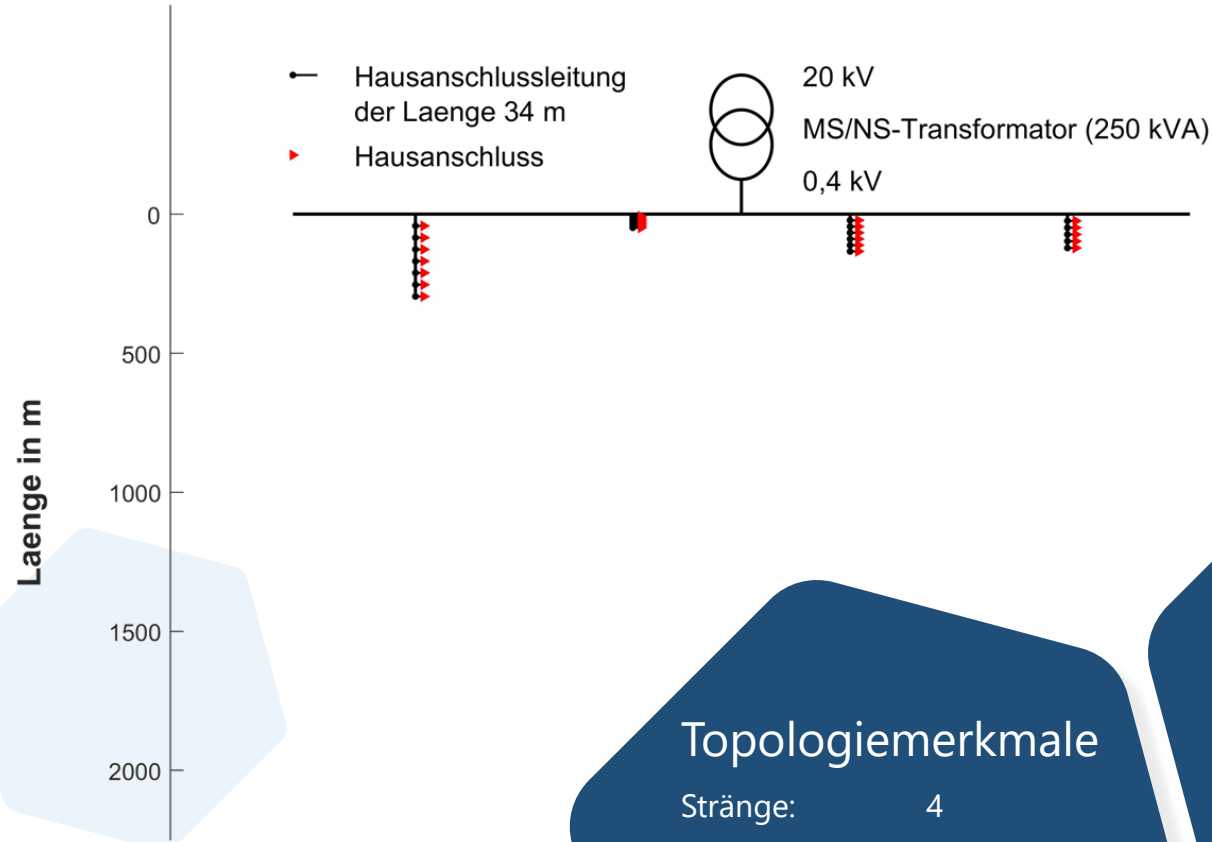 Hausanschlussleitung
der Laenge 34 m
Hausanschluss
20 kV
MS/NS-Transformator (250 kVA)
0,4 kV
0
500
1000
1500
2000
Laenge in m
Topologiemerkmale
Stränge: 4